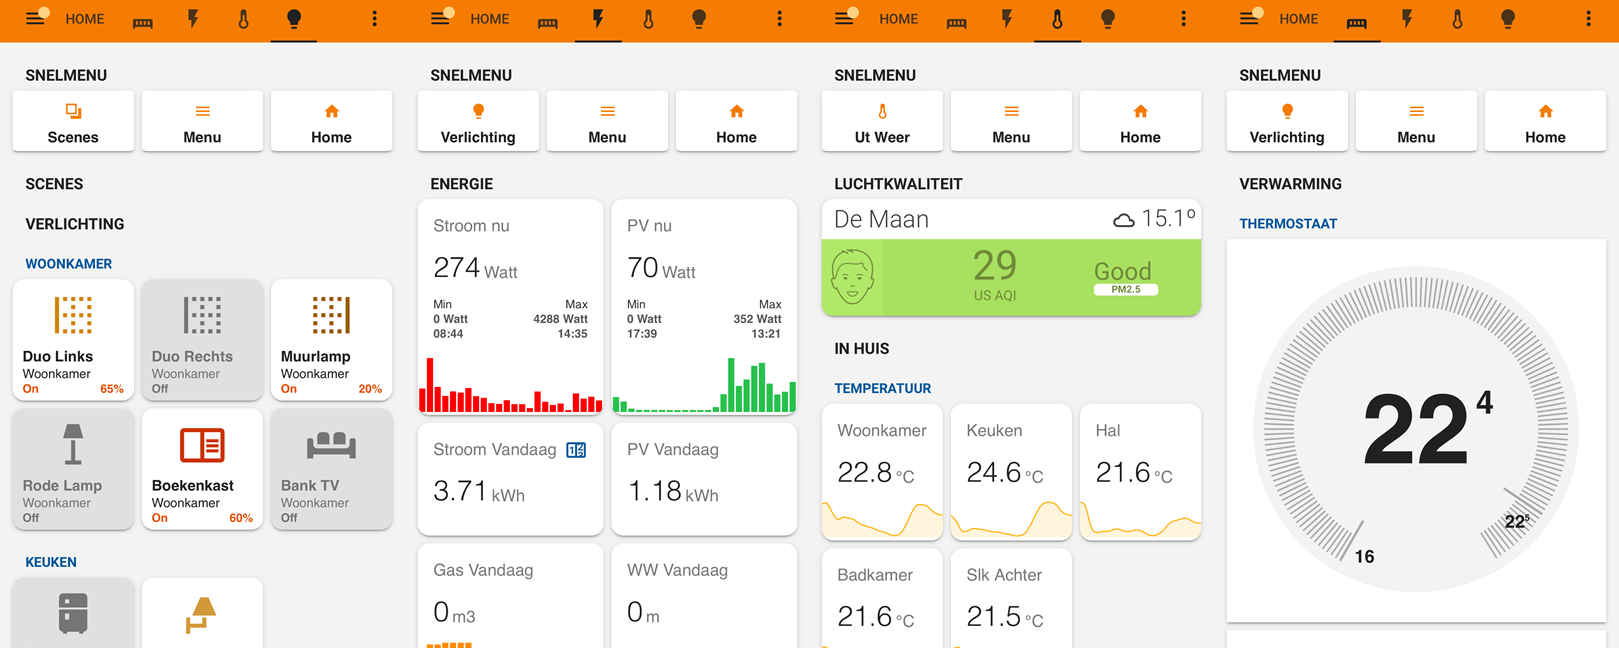 HOME
SNELMENU
Scenes
Menu
Home
SCENES
VERLICHTING
WOONKAMER
Duo Links
Woonkamer
On 65%
Duo Rechts
Woonkamer
Off
Muurlamp
Woonkamer
On 20%
Rode Lamp
Woonkamer
Off
Boekenkast
Woonkamer
On 60%
Bank TV
Woonkamer
Off
KEUKEN
HOME
SNELMENU
Verlichting
Menu
Home
ENERGIE
Stroom nu
274 Watt
Min Max
0 Watt 4288 Watt
08:44 14:35
PV nu
70 Watt
Min Max
0 Watt 352 Watt
17:39 13:21
Stroom Vandaag
3.71 kWh
PV Vandaag
1.18 kWh
Gas Vandaag
0 m3
WW Vandaag
0 m
HOME
SNELMENU
Ut Weer
Menu
Home
LUCHTKWALITEIT
De Maan 15.1º
29
US AQI
Good
PM2.5
IN HUIS
TEMPERATUUR
Woonkamer
22.8 °C
Keuken
24.6 °C
Hal
21.6 °C
Badkamer
21.6 °C
Slk Achter
21.5 °C
HOME
SNELMENU
Verlichting
Menu
Home
VERWARMING
THERMOSTAAT
22 4
22 5
16